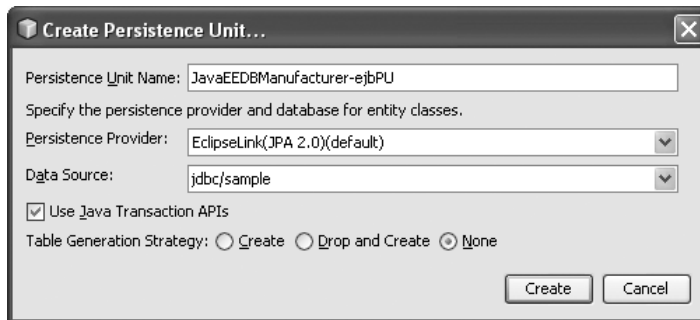 Create Persistence Unit...
Persistence Unit Name: JavaEEDBManufacturer-ejbPU
Specify the persistence provider and database for entity classes.
Persistence Provider: EclipseLink(JPA 2.0)(default)
Data Source: jdbc/sample
Use Java Transaction APIs
Table Generation Strategy: Create Drop and Create None
Create Cancel